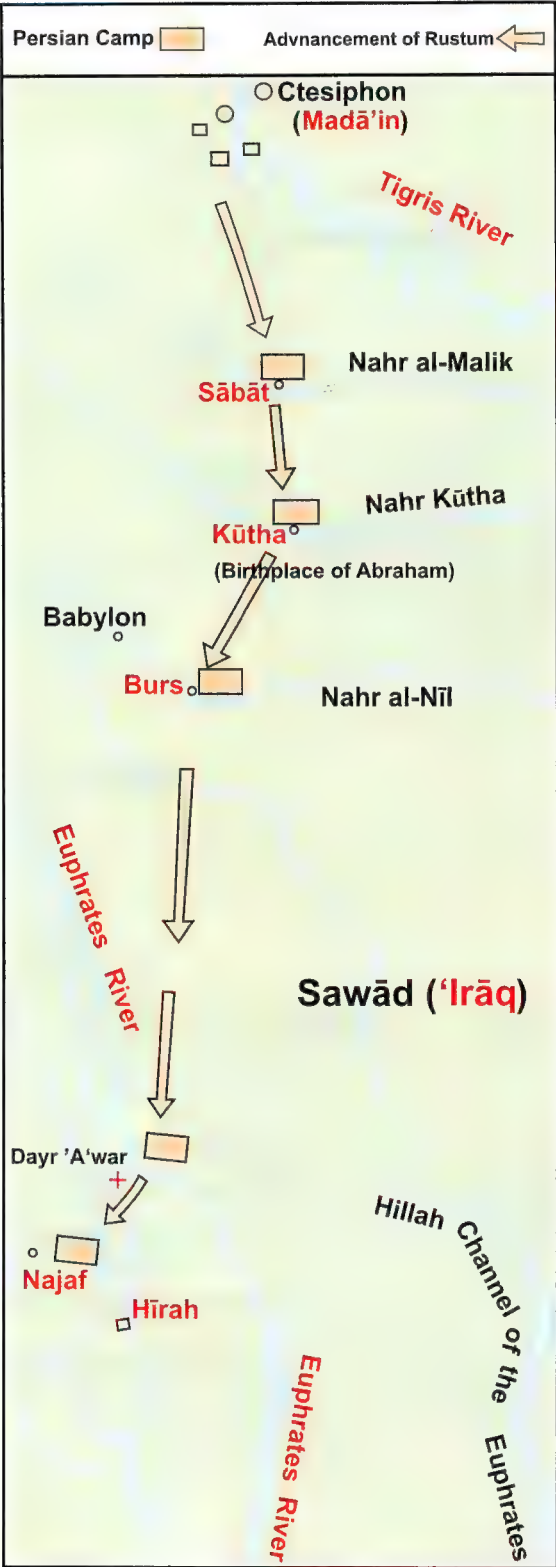 Persian Camp
Advnancement of Rustum
Ctesiphon
(Madā'in)
Tigris River
Nahr al-Malik
Sābāt
Nahr Kūtha
Kūtha
(Birthplace of Abraham)
Babylon
Burs
Nahr al-Nīl
Euphrates River
Sawād (‘Irāq)
Dayr ’A‘war
Hillah Channel of the Euphrates
Najaf
Hīrah
Euphrates River